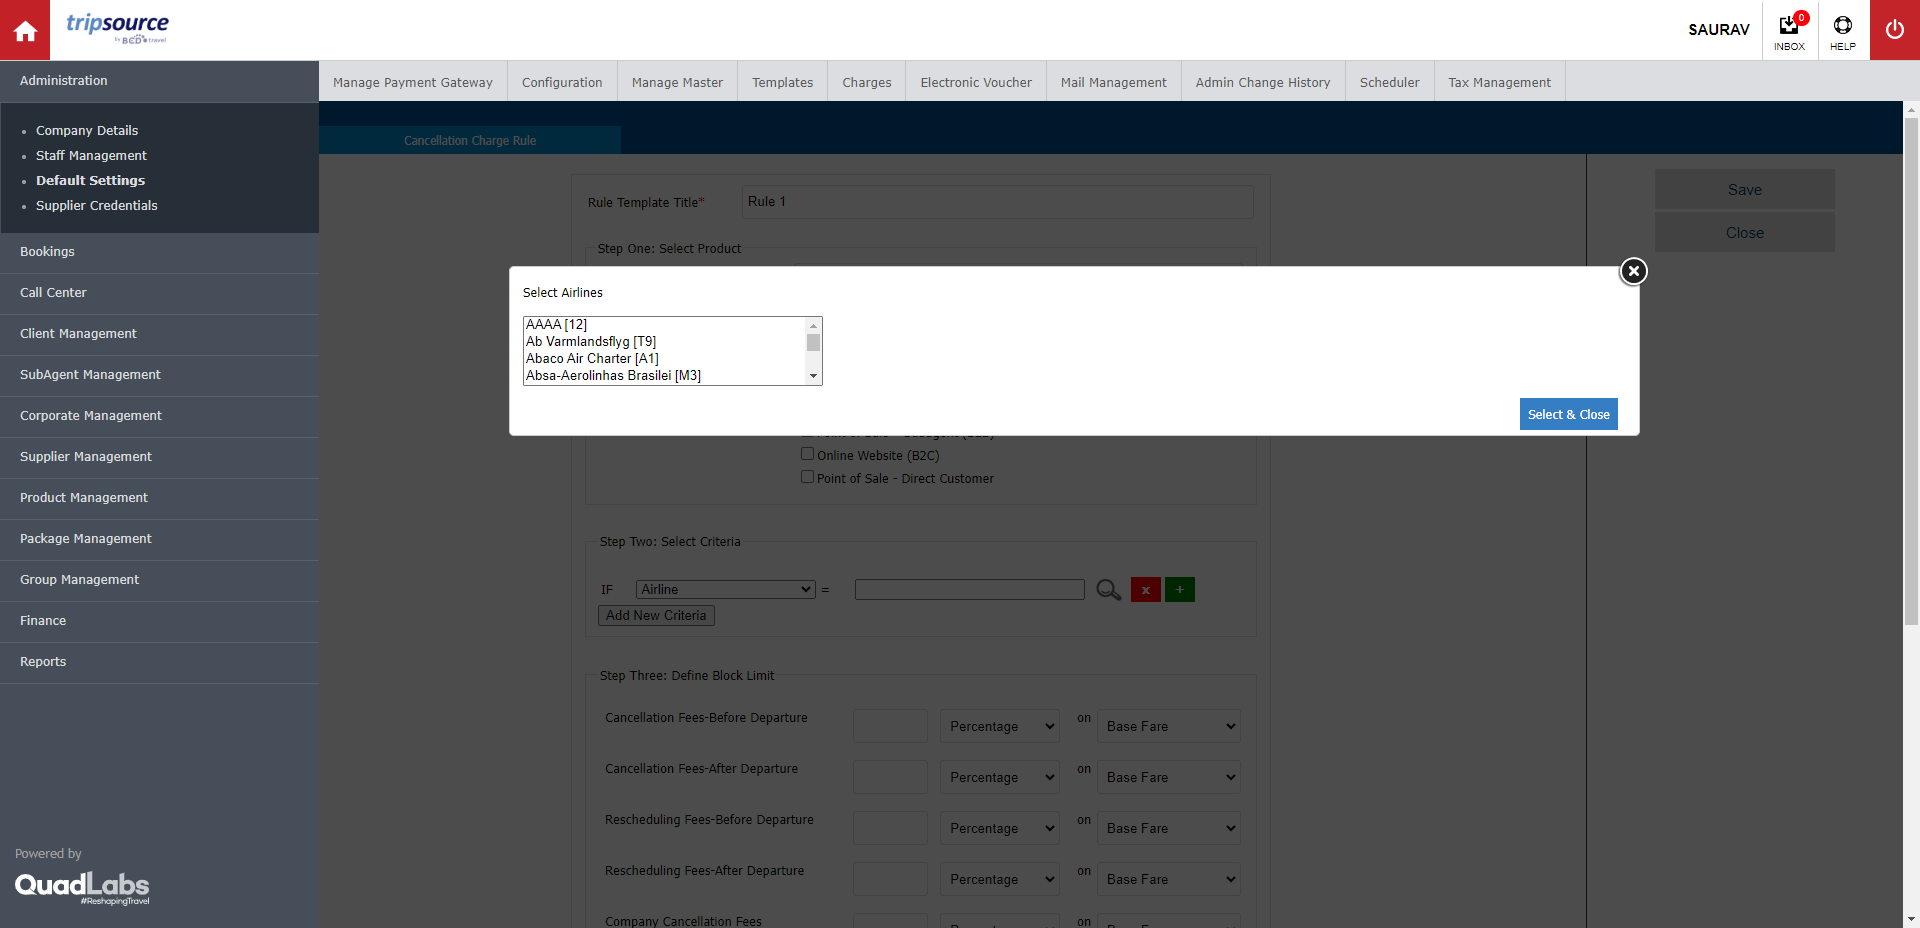 tripsource
by BCD travel
SAURAV
0
INBOX
HELP
Administration
Manage Payment Gateway
Configuration
Manage Master
Templates
Charges
Electronic Voucher
Mail Management
Admin Change History
Scheduler
Tax Management
Company Details
Staff Management
Default Settings
Supplier Credentials
Bookings
Call Center
Client Management
SubAgent Management
Corporate Management
Supplier Management
Product Management
Package Management
Group Management
Finance
Reports
Powered by
QuadLabs
#ReshapingTravel
Cancellation Charge Rule
Save
Close
Rule Template Title*
Rule 1
Step One: Select Product
Select Airlines
AAAA [12]
Ab Varmlandsflyg [T9]
Abaco Air Charter [A1]
Absa-Aerolinhas Brasilei [M3]
Select & Close
Online Website (B2C)
Point of Sale - Direct Customer
Step Two: Select Criteria
IF Airline = x +
Add New Criteria
Step Three: Define Block Limit
Cancellation Fees-Before Departure Percentage on Base Fare
Cancellation Fees-After Departure Percentage on Base Fare
Rescheduling Fees-Before Departure Percentage on Base Fare
Rescheduling Fees-After Departure Percentage on Base Fare
Company Cancellation Fees on